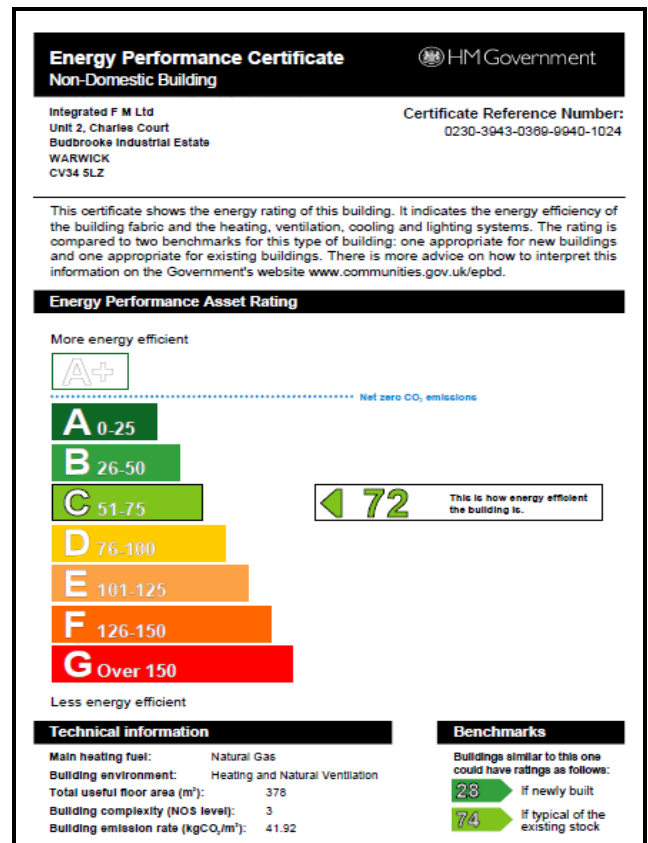 Energy Performance Certificate
HM Government
Non-Domestic Building
Integrated F M Ltd
Unit 2, Charles Court
Budbrooke Industrial Estate
WARWICK
CV34 5LZ
Certificate Reference Number:
0230-3943-0369-9940-1024
This certificate shows the energy rating of this building. It indicates the energy efficiency of
the building fabric and the heating, ventilation, cooling and lighting systems. The rating is
compared to two benchmarks for this type of building: one appropriate for new buildings
and one appropriate for existing buildings. There is more advice on how to interpret this
information on the Government's website www.communities.gov.uk/epbd.
Energy Performance Asset Rating
More energy efficient
A+
Net zero CO₂ emissions
A 0-25
B 26-50
C 51-75
72
This is how energy efficient
the building is.
D 76-100
E 101-125
F 126-150
G Over 150
Less energy efficient
Technical information
Main heating fuel: Natural Gas
Building environment: Heating and Natural Ventilation
Total useful floor area (m²): 378
Building complexity (NOS level): 3
Building emission rate (kgCO₂/m²): 41.92
Benchmarks
Buildings similar to this one
could have ratings as follows:
28 If newly built
74 If typical of the
existing stock